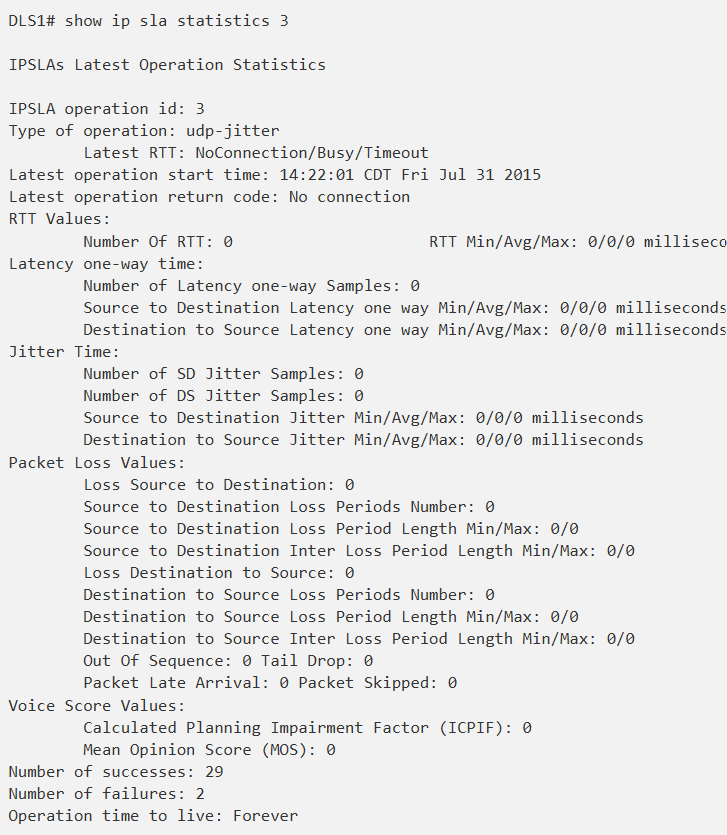 DLS1# show ip sla statistics 3
IPSLAs Latest Operation Statistics
IPSLA operation id: 3
Type of operation: udp-jitter
Latest RTT: NoConnection/Busy/Timeout
Latest operation start time: 14:22:01 CDT Fri Jul 31 2015
Latest operation return code: No connection
RTT Values:
Number Of RTT: 0 RTT Min/Avg/Max: 0/0/0 milliseco
Latency one-way time:
Number of Latency one-way Samples: 0
Source to Destination Latency one way Min/Avg/Max: 0/0/0 milliseconds
Destination to Source Latency one way Min/Avg/Max: 0/0/0 milliseconds
Jitter Time:
Number of SD Jitter Samples: 0
Number of DS Jitter Samples: 0
Source to Destination Jitter Min/Avg/Max: 0/0/0 milliseconds
Destination to Source Jitter Min/Avg/Max: 0/0/0 milliseconds
Packet Loss Values:
Loss Source to Destination: 0
Source to Destination Loss Periods Number: 0
Source to Destination Loss Period Length Min/Max: 0/0
Source to Destination Inter Loss Period Length Min/Max: 0/0
Loss Destination to Source: 0
Destination to Source Loss Periods Number: 0
Destination to Source Loss Period Length Min/Max: 0/0
Destination to Source Inter Loss Period Length Min/Max: 0/0
Out Of Sequence: 0 Tail Drop: 0
Packet Late Arrival: 0 Packet Skipped: 0
Voice Score Values:
Calculated Planning Impairment Factor (ICPIF): 0
Mean Opinion Score (MOS): 0
Number of successes: 29
Number of failures: 2
Operation time to live: Forever